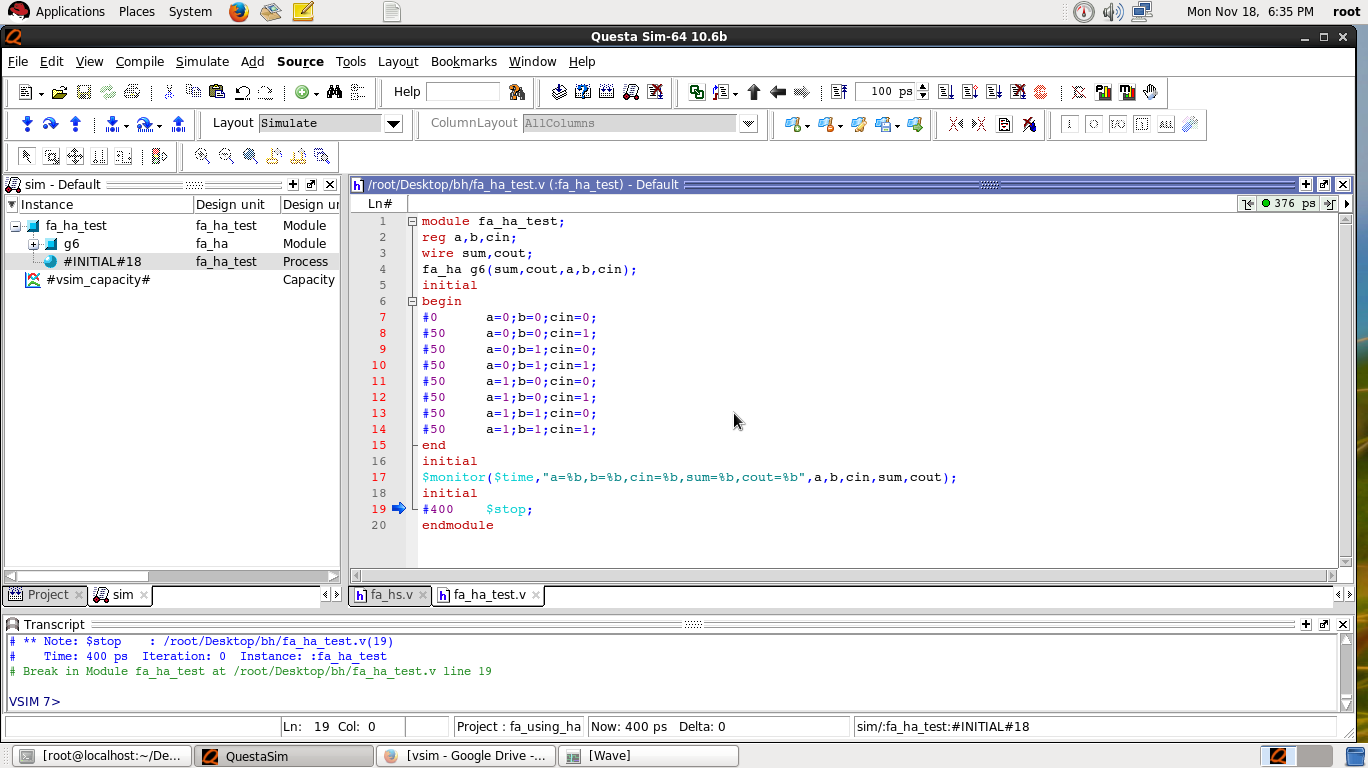 Applications Places System Mon Nov 18, 6:35 PM root
Questa Sim-64 10.6b
File Edit View Compile Simulate Add Source Tools Layout Bookmarks Window Help
Help 100 ps
Layout Simulate ColumnLayout AllColumns
sim - Default
/root/Desktop/bh/fa_ha_test.v (:fa_ha_test) - Default
Instance Design unit Design un
fa_ha_test fa_ha_test Module
g6 fa_ha Module
#INITIAL#18 fa_ha_test Process
#vsim_capacity# Capacity
Ln# 376 ps
1 module fa_ha_test;
2 reg a,b,cin;
3 wire sum,cout;
4 fa_ha g6(sum,cout,a,b,cin);
5 initial
6 begin
7 #0 a=0;b=0;cin=0;
8 #50 a=0;b=0;cin=1;
9 #50 a=0;b=1;cin=0;
10 #50 a=0;b=1;cin=1;
11 #50 a=1;b=0;cin=0;
12 #50 a=1;b=0;cin=1;
13 #50 a=1;b=1;cin=0;
14 #50 a=1;b=1;cin=1;
15 end
16 initial
17 $monitor($time,"a=%b,b=%b,cin=%b,sum=%b,cout=%b",a,b,cin,sum,cout);
18 initial
19 #400 $stop;
20 endmodule
Project sim fa_hs.v fa_ha_test.v
Transcript
# ** Note: $stop : /root/Desktop/bh/fa_ha_test.v(19)
# Time: 400 ps Iteration: 0 Instance: :fa_ha_test
# Break in Module fa_ha_test at /root/Desktop/bh/fa_ha_test.v line 19
VSIM 7>
Ln: 19 Col: 0 Project : fa_using_ha Now: 400 ps Delta: 0 sim/:fa_ha_test:#INITIAL#18
[root@localhost:~/De... QuestaSim [vsim - Google Drive -... [Wave]